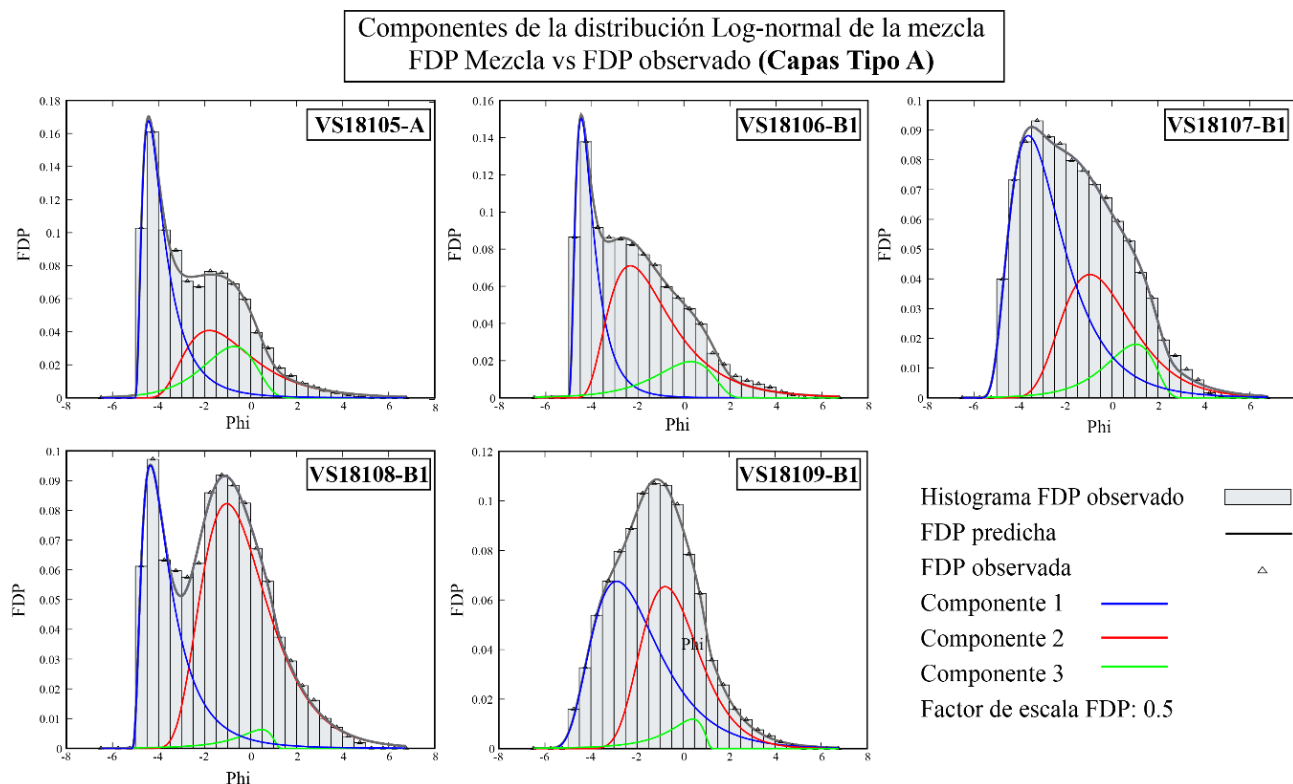 Componentes de la distribución Log-normal de la mezcla
FDP Mezcla vs FDP observado (Capas Tipo A)
VS18105-A
0.18
0.16
0.14
0.12
0.1
0.08
0.06
0.04
0.02
0
FDP
-8 -6 -4 -2 0 2 4 6 8
Phi
VS18106-B1
0.16
0.14
0.12
0.1
0.08
0.06
0.04
0.02
0
FDP
-8 -6 -4 -2 0 2 4 6 8
Phi
VS18107-B1
0.1
0.09
0.08
0.07
0.06
0.05
0.04
0.03
0.02
0.01
0
FDP
-8 -6 -4 -2 0 2 4 6 8
Phi
VS18108-B1
0.1
0.09
0.08
0.07
0.06
0.05
0.04
0.03
0.02
0.01
0
FDP
-8 -6 -4 -2 0 2 4 6 8
Phi
VS18109-B1
0.12
0.1
0.08
0.06
0.04
0.02
0
FDP
Phi
-8 -6 -4 -2 0 2 4 6 8
Histograma FDP observado
FDP predicha
FDP observada
Componente 1
Componente 2
Componente 3
Factor de escala FDP: 0.5